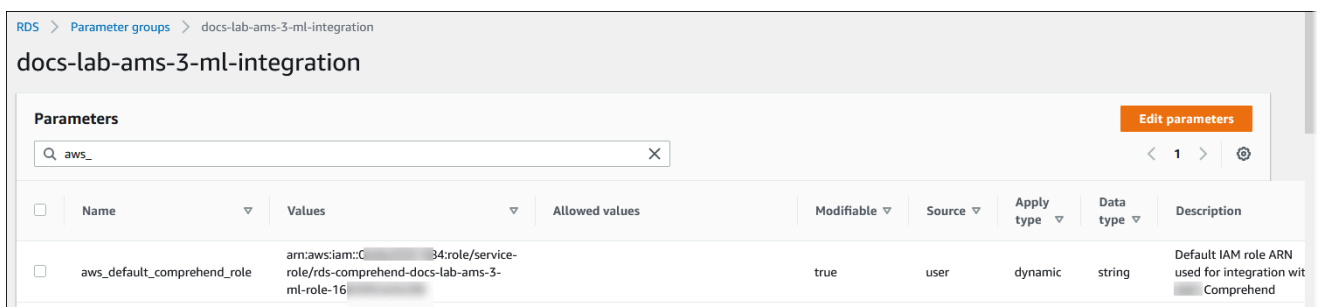 RDS > Parameter groups > docs-lab-ams-3-ml-integration
docs-lab-ams-3-ml-integration
Parameters
Edit parameters
aws_
1
Name Values Allowed values Modifiable Source Apply type Data type Description
aws_default_comprehend_role
arn:aws:iam::0 34:role/service-
role/rds-comprehend-docs-lab-ams-3-
ml-role-16
true user dynamic string
Default IAM role ARN
used for integration wit
Comprehend